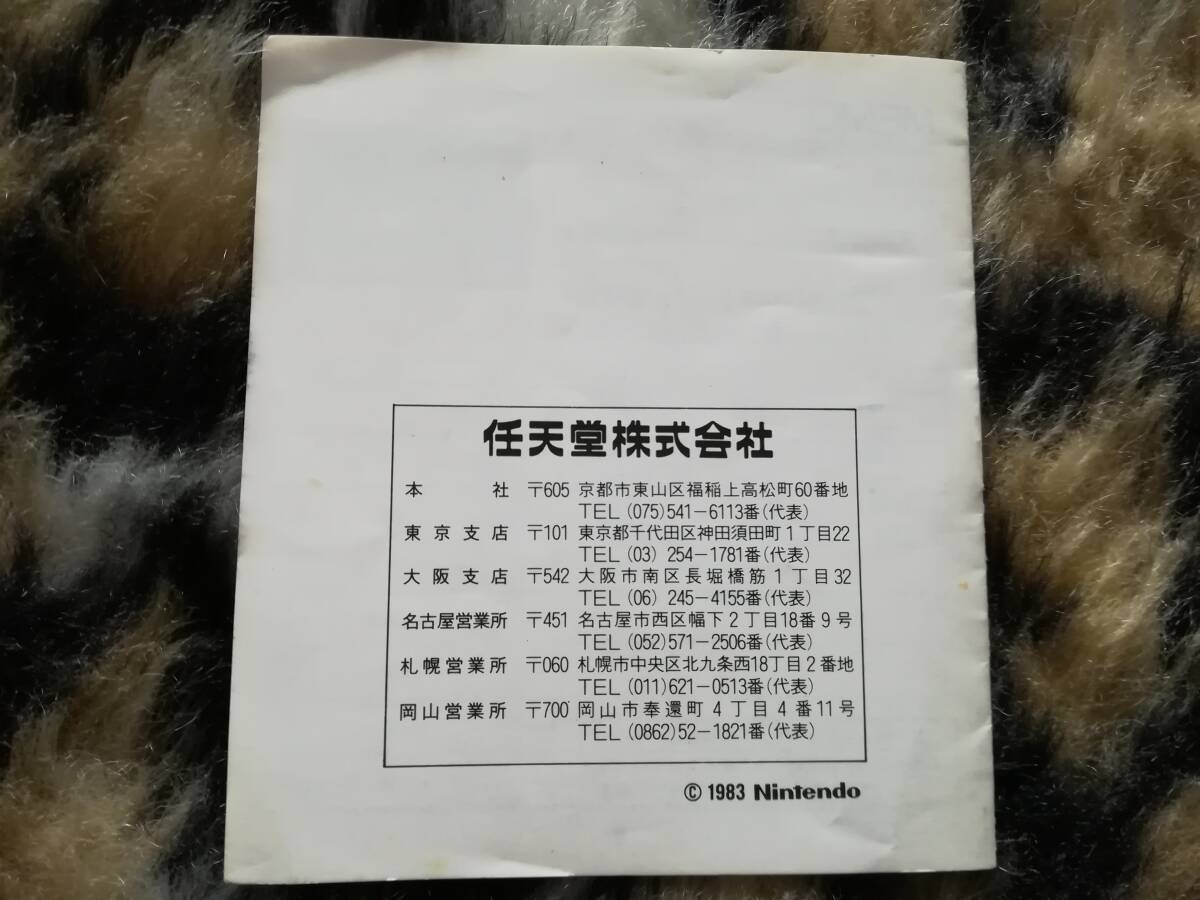 任天堂株式会社
本社 〒605 京都市東山区福稲上高松町60番地
TEL (075)541-6113番(代表)
東京支店 〒101 東京都千代田区神田須田町1丁目22
TEL (03) 254-1781番(代表)
大阪支店 〒542 大阪市南区長堀橋筋1丁目32
TEL (06) 245-4155番(代表)
名古屋営業所 〒451 名古屋市西区幅下2丁目18番9号
TEL (052)571-2506番(代表)
札幌営業所 〒060 札幌市中央区北九条西18丁目2番地
TEL (011)621-0513番(代表)
岡山営業所 〒700 岡山市奉還町4丁目4番11号
TEL (0862)52-1821番(代表)
© 1983 Nintendo